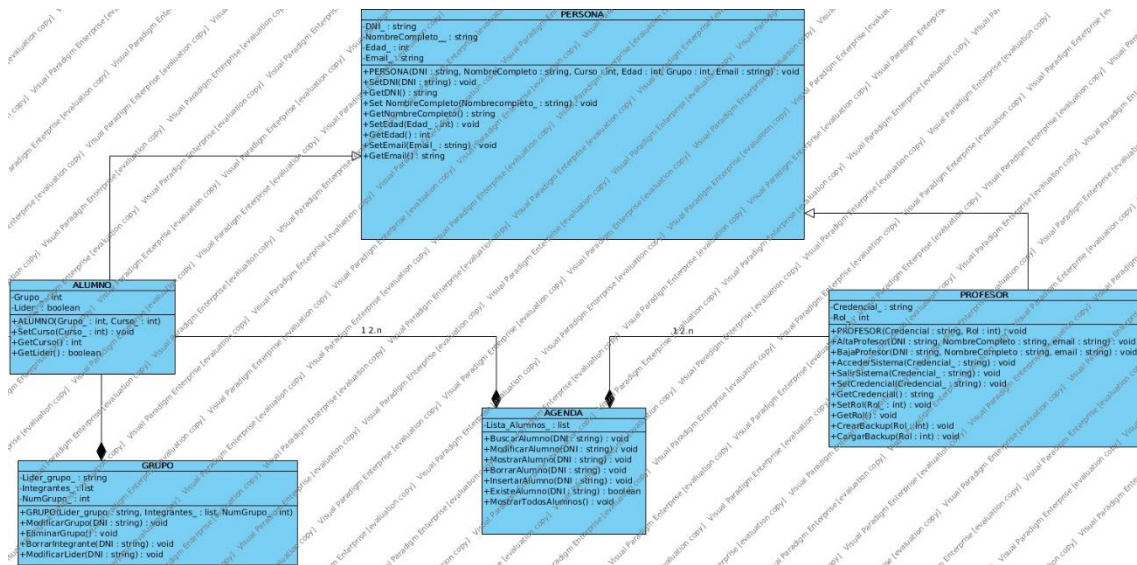 PERSONA
-DNI_ : string
-NombreCompleto__ : string
-Edad_ : int
-Email_ : string
+PERSONA(DNI : string, NombreCompleto : string, Curso : int, Edad : int, Grupo : int, Email : string) : void
+SetDNI(DNI : string) : void
+GetDNI() : string
+Set NombreCompleto(Nombrecompleto_ : string) : void
+GetNombreCompleto() : string
+SetEdad(Edad_ : int) : void
+GetEdad() : int
+SetEmail(Email_ : string) : void
+GetEmail() : string
ALUMNO
-Grupo_ : int
-Lider_ : boolean
+ALUMNO(Grupo_ : int, Curso_ : int)
+SetCurso(Curso_ : int) : void
+GetCurso() : int
+GetLider() : boolean
PROFESOR
-Credencial_ : string
-Rol_ : int
+PROFESOR(Credencial : string, Rol : int) : void
+AltaProfesor(DNI : string, NombreCompleto : string, email : string) : void
+BajaProfesor(DNI : string, NombreCompleto : string, email : string) : void
+AccederSistema(Credencial_ : string) : void
+SalirSistema(Credencial_ : string) : void
+SetCredencial(Credencial_ : string) : void
+GetCredencial() : string
+SetRol(Rol_ : int) : void
+GetRol() : void
+CrearBackup(Rol : int) : void
+CargarBackup(Rol : int) : void
1 2..n
1 2..n
AGENDA
-Lista_Alumnos_ : list
+BuscarAlumno(DNI : string) : void
+ModificarAlumno(DNI : string) : void
+MostrarAlumno(DNI : string) : void
+BorrarAlumno(DNI : string) : void
+InsertarAlumno(DNI : string) : void
+ExisteAlumno(DNI : string) : boolean
+MostrarTodosAlumnos() : void
GRUPO
-Lider_grupo_ : string
-Integrantes_ : list
-NumGrupo_ : int
+GRUPO(Lider_grupo : string, Integrantes_ : list, NumGrupo_ : int)
+ModificarGrupo(DNI : string) : void
+EliminarGrupo() : void
+BorrarIntegrante(DNI : string) : void
+ModificarLider(DNI : string) : void
Visual Paradigm Enterprise [evaluation copy]